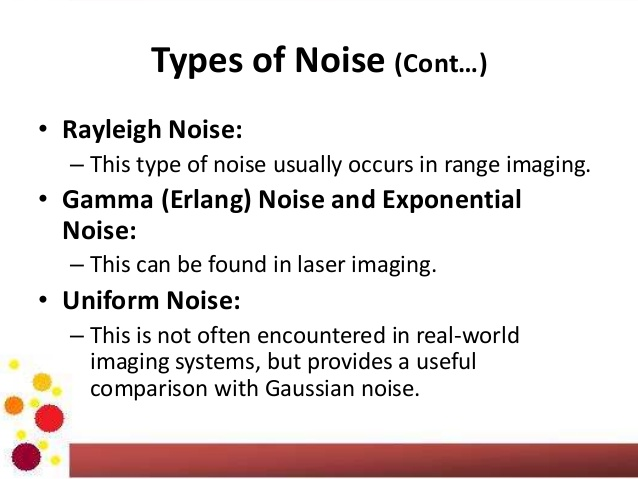 Types of Noise (Cont…)
• Rayleigh Noise:
– This type of noise usually occurs in range imaging.
• Gamma (Erlang) Noise and Exponential
Noise:
– This can be found in laser imaging.
• Uniform Noise:
– This is not often encountered in real-world
imaging systems, but provides a useful
comparison with Gaussian noise.